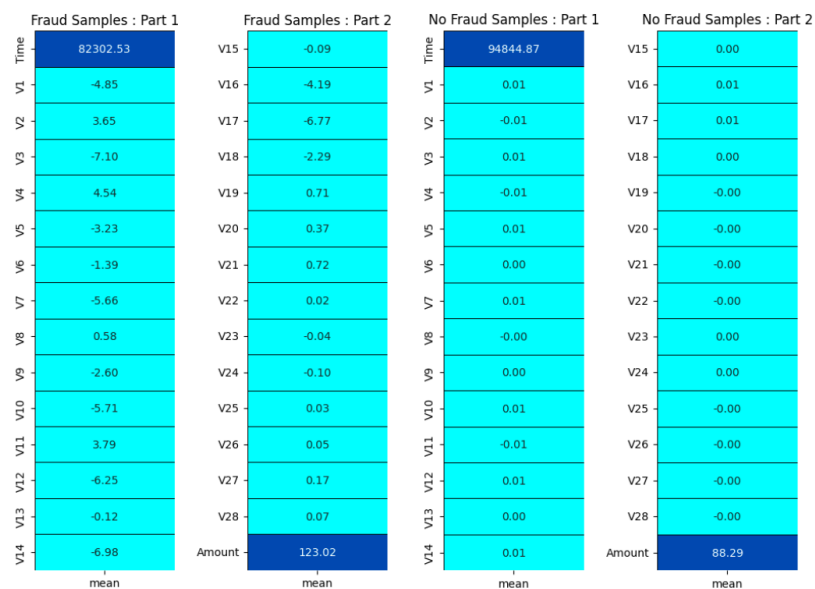 Fraud Samples : Part 1
Time 82302.53
V1 -4.85
V2 3.65
V3 -7.10
V4 4.54
V5 -3.23
V6 -1.39
V7 -5.66
V8 0.58
V9 -2.60
V10 -5.71
V11 3.79
V12 -6.25
V13 -0.12
V14 -6.98
mean
Fraud Samples : Part 2
V15 -0.09
V16 -4.19
V17 -6.77
V18 -2.29
V19 0.71
V20 0.37
V21 0.72
V22 0.02
V23 -0.04
V24 -0.10
V25 0.03
V26 0.05
V27 0.17
V28 0.07
Amount 123.02
mean
No Fraud Samples : Part 1
Time 94844.87
V1 0.01
V2 -0.01
V3 0.01
V4 -0.01
V5 0.01
V6 0.00
V7 0.01
V8 -0.00
V9 0.00
V10 0.01
V11 -0.01
V12 0.01
V13 0.00
V14 0.01
mean
No Fraud Samples : Part 2
V15 0.00
V16 0.01
V17 0.01
V18 0.00
V19 -0.00
V20 -0.00
V21 -0.00
V22 -0.00
V23 0.00
V24 0.00
V25 -0.00
V26 -0.00
V27 -0.00
V28 -0.00
Amount 88.29
mean